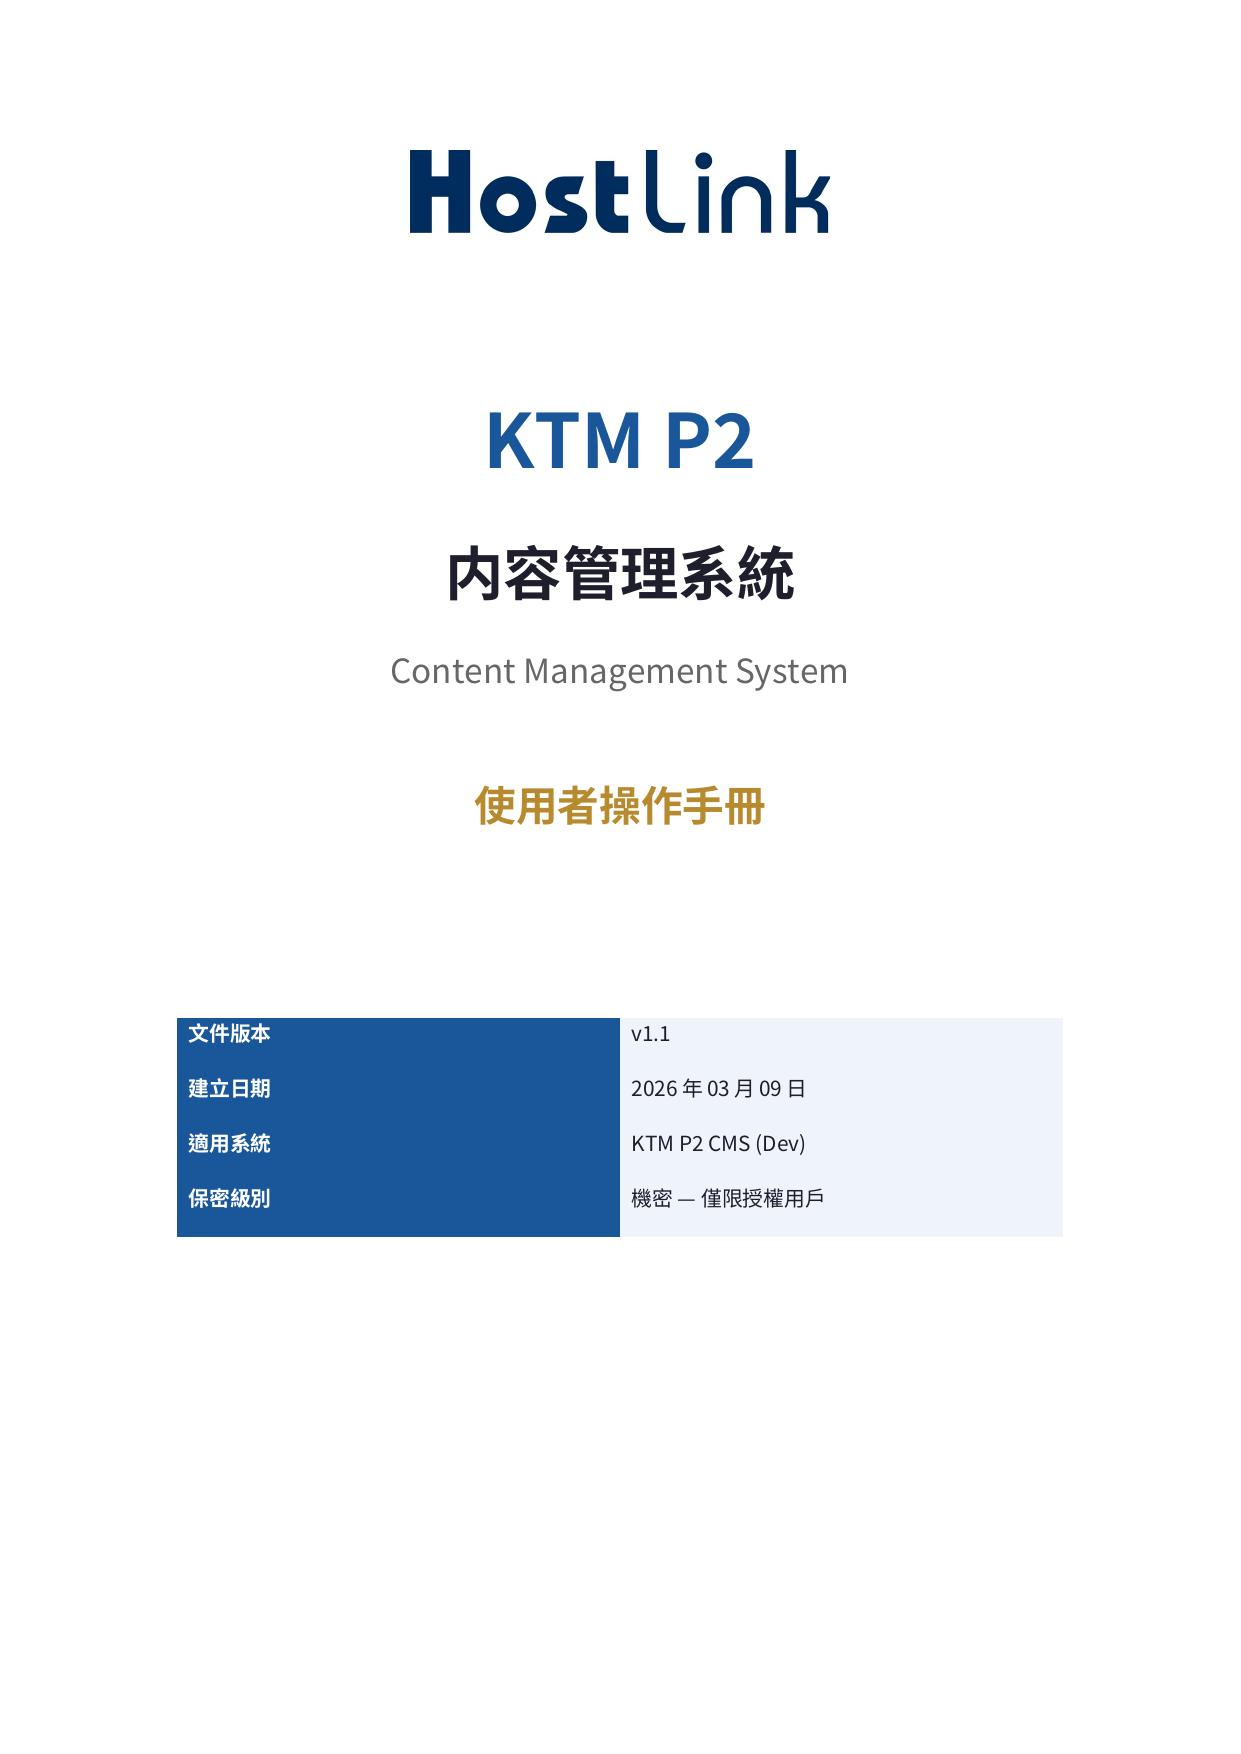 HostLink
KTM P2
内容管理系統
Content Management System
使用者操作手冊
文件版本 v1.1
建立日期 2026 年 03 月 09 日
適用系統 KTM P2 CMS (Dev)
保密級別 機密 — 僅限授權用戶